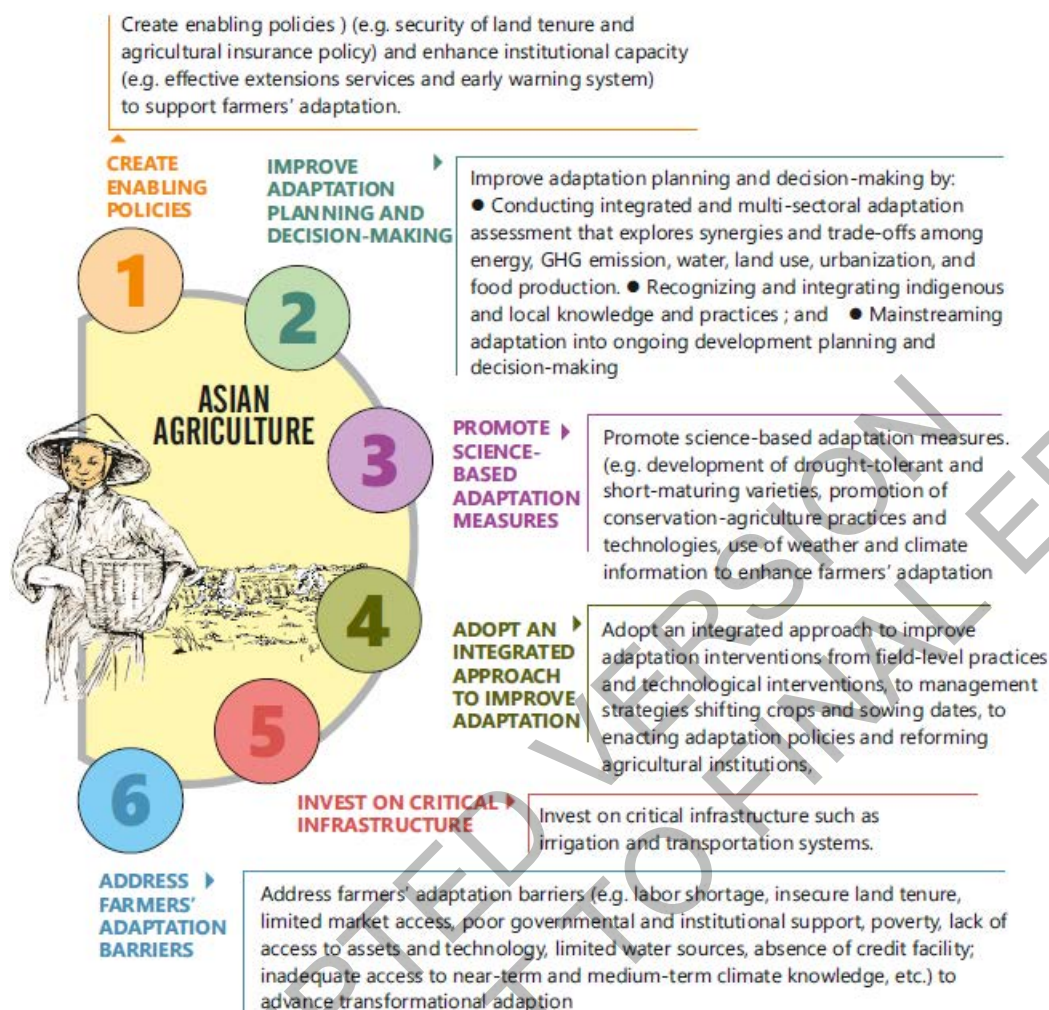 Create enabling policies ) (e.g. security of land tenure and
agricultural insurance policy) and enhance institutional capacity
(e.g. effective extensions services and early warning system)
to support farmers' adaptation.
CREATE
ENABLING
POLICIES
1
IMPROVE
ADAPTATION
PLANNING AND
DECISION-MAKING
2
Improve adaptation planning and decision-making by:
● Conducting integrated and multi-sectoral adaptation
assessment that explores synergies and trade-offs among
energy, GHG emission, water, land use, urbanization, and
food production. ● Recognizing and integrating indigenous
and local knowledge and practices ; and ● Mainstreaming
adaptation into ongoing development planning and
decision-making
ASIAN
AGRICULTURE
3
PROMOTE
SCIENCE-
BASED
ADAPTATION
MEASURES
Promote science-based adaptation measures.
(e.g. development of drought-tolerant and
short-maturing varieties, promotion of
conservation-agriculture practices and
technologies, use of weather and climate
information to enhance farmers' adaptation
4
ADOPT AN
INTEGRATED
APPROACH
TO IMPROVE
ADAPTATION
Adopt an integrated approach to improve
adaptation interventions from field-level practices
and technological interventions, to management
strategies shifting crops and sowing dates, to
enacting adaptation policies and reforming
agricultural institutions,
5
INVEST ON CRITICAL
INFRASTRUCTURE
Invest on critical infrastructure such as
irrigation and transportation systems.
6
ADDRESS
FARMERS'
ADAPTATION
BARRIERS
Address farmers' adaptation barriers (e.g. labor shortage, insecure land tenure,
limited market access, poor governmental and institutional support, poverty, lack of
access to assets and technology, limited water sources, absence of credit facility;
inadequate access to near-term and medium-term climate knowledge, etc.) to
advance transformational adaption
PTED VERSION
T TO FINAL E